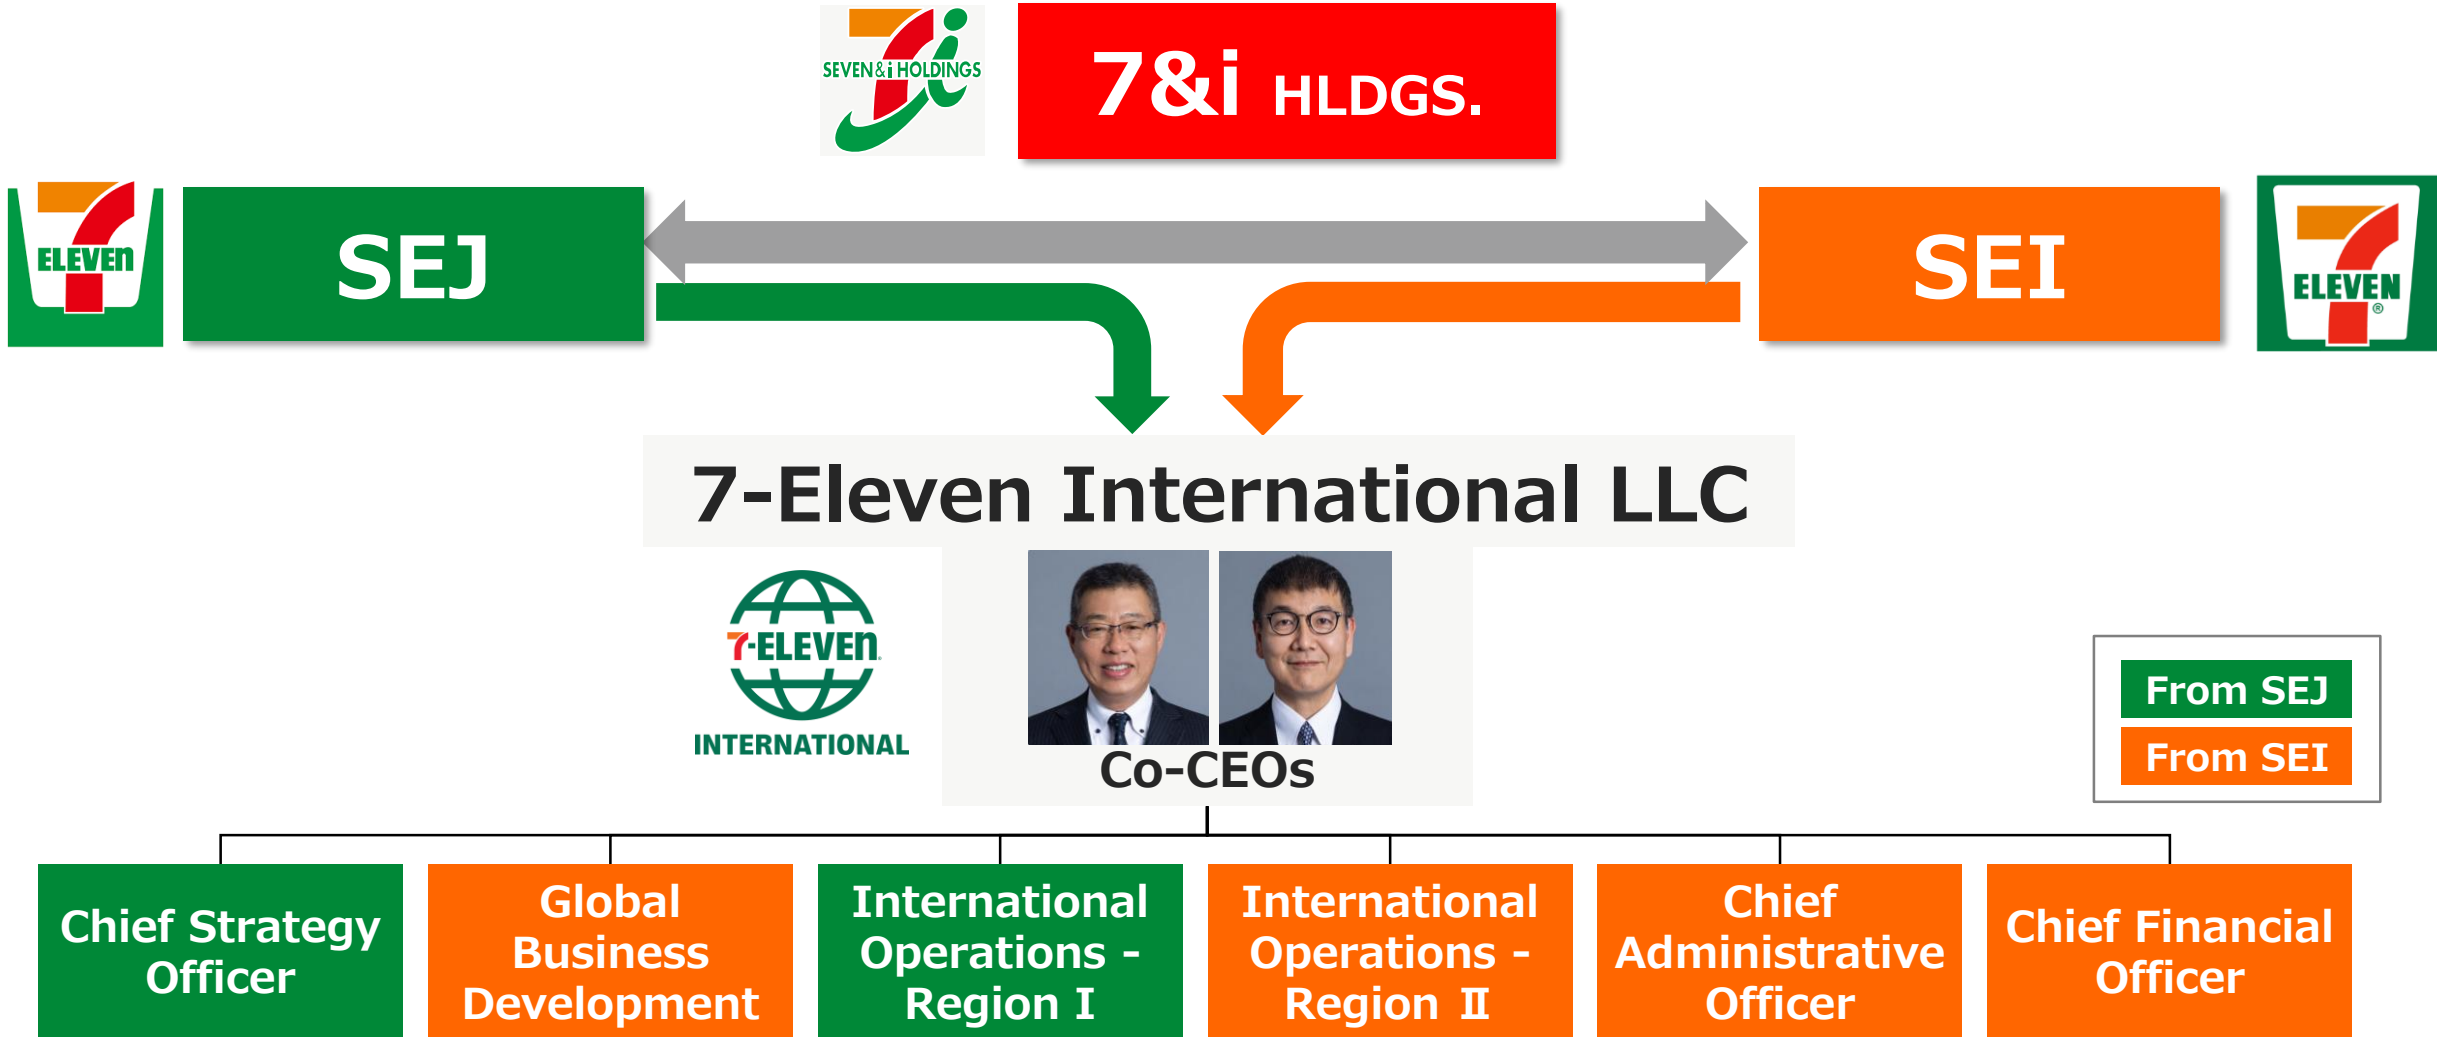 SEVEN&i HOLDINGS
7&i HLDGS.
7
ELEVEn
SEJ
SEI
7
ELEVEN
®
7-Eleven International LLC
7-ELEVEn
INTERNATIONAL
Co-CEOs
From SEJ
From SEI
Chief Strategy
Officer
Global
Business
Development
International
Operations -
Region I
International
Operations -
Region Ⅱ
Chief
Administrative
Officer
Chief Financial
Officer